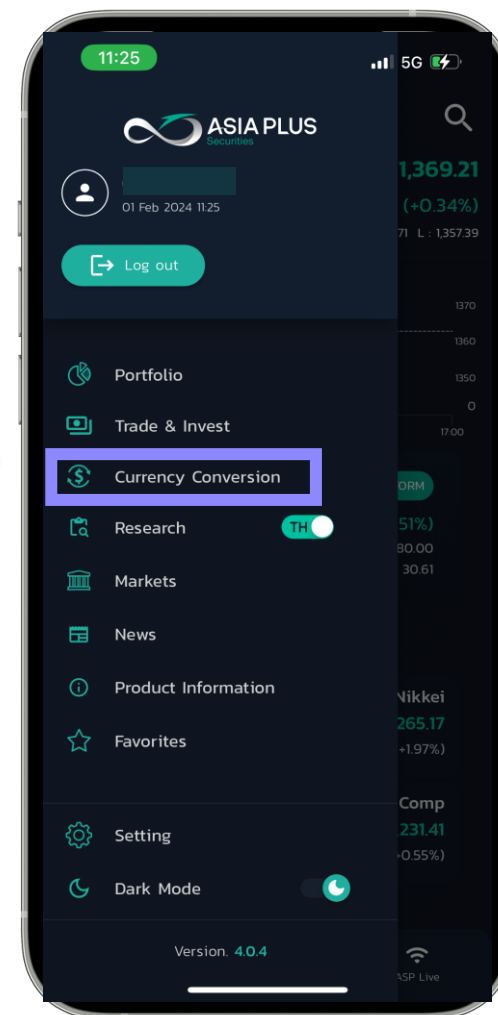 11:25
5G
ASIA PLUS
Securities
01 Feb 2024 11:25
Log out
1,369.21
(+0.34%)
71 L : 1,357.39
1370
1360
1350
0
17:00
Portfolio
Trade & Invest
Currency Conversion
ORM
Research
TH
51%)
80.00
30.61
Markets
News
Product Information
Nikkei
265.17
+1.97%)
Favorites
Comp
231.41
+0.55%)
Setting
Dark Mode
Version. 4.0.4
ASP Live